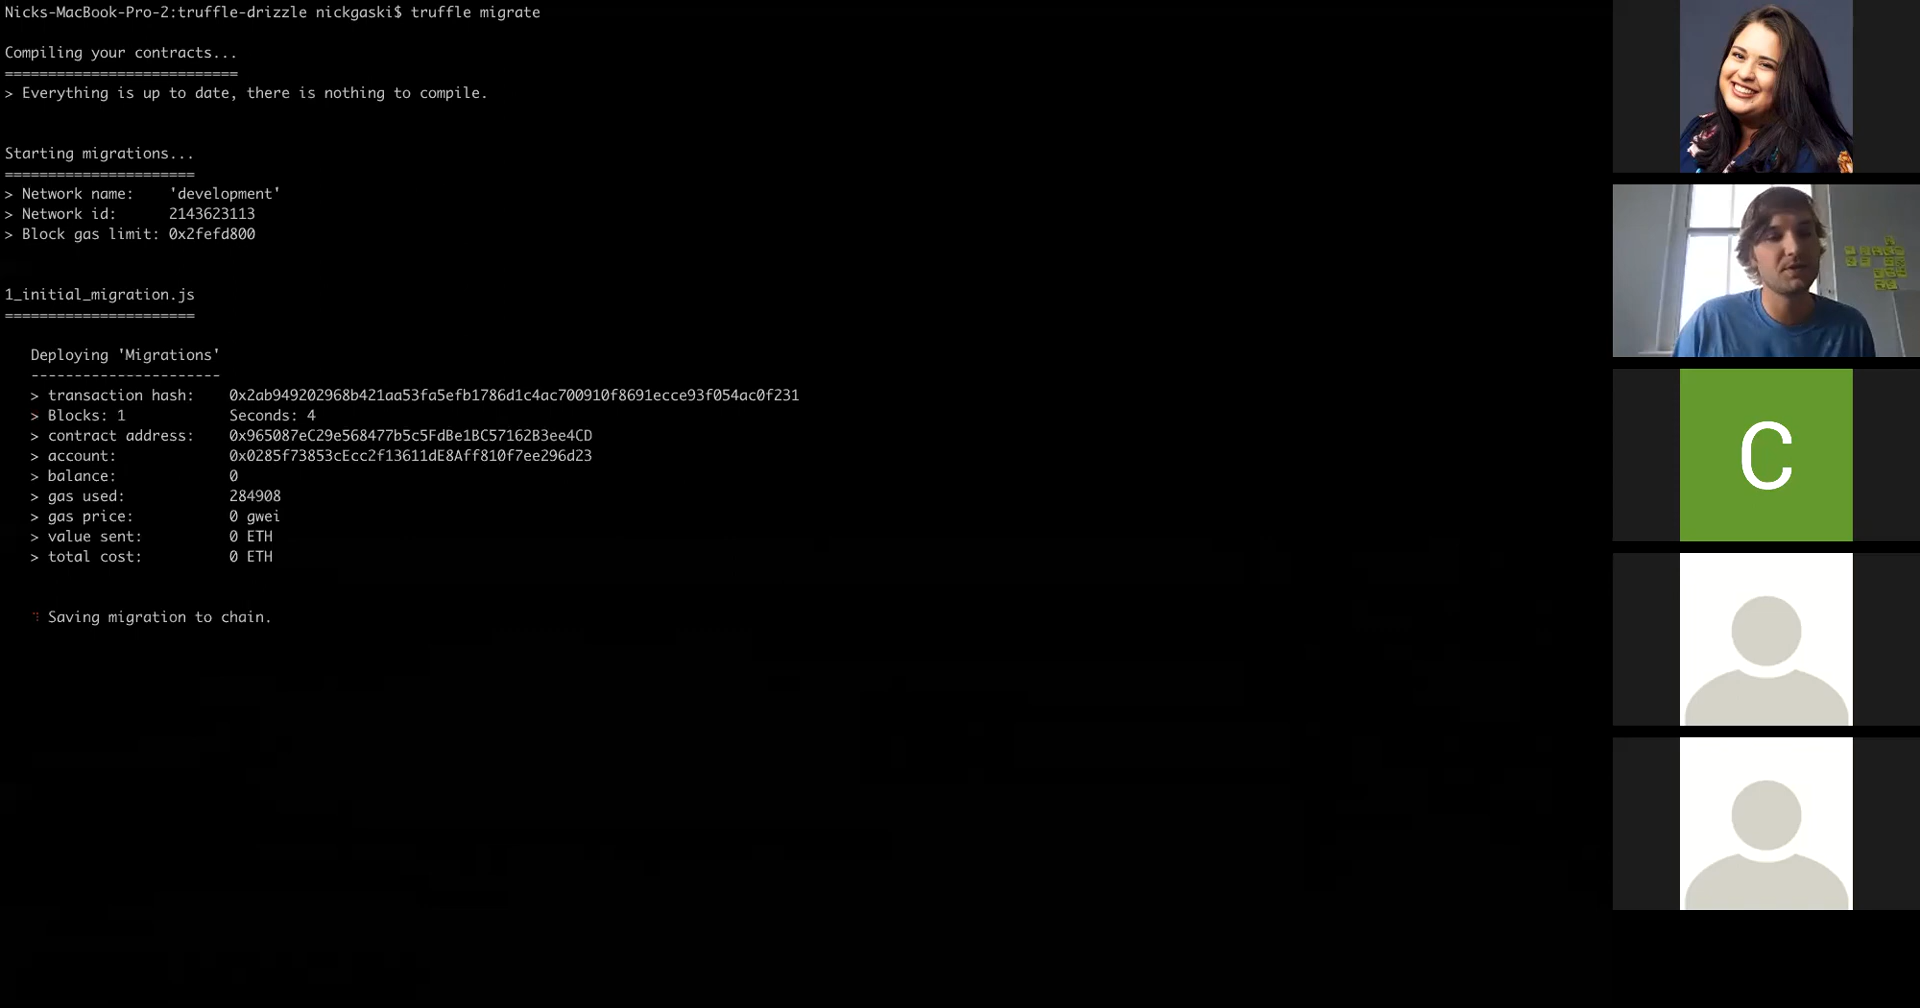 Nicks-MacBook-Pro-2:truffle-drizzle nickgaski$ truffle migrate
Compiling your contracts...
===========================
> Everything is up to date, there is nothing to compile.
Starting migrations...
======================
> Network name:    'development'
> Network id:      2143623113
> Block gas limit: 0x2fefd800
1_initial_migration.js
======================
Deploying 'Migrations'
----------------------
> transaction hash:    0x2ab949202968b421aa53fa5efb1786d1c4ac700910f8691ecce93f054ac0f231
> Blocks: 1            Seconds: 4
> contract address:    0x965087eC29e568477b5c5FdBe1BC57162B3ee4CD
> account:             0x0285f73853cEcc2f13611dE8Aff810f7ee296d23
> balance:             0
> gas used:            284908
> gas price:           0 gwei
> value sent:          0 ETH
> total cost:          0 ETH
Saving migration to chain.
C